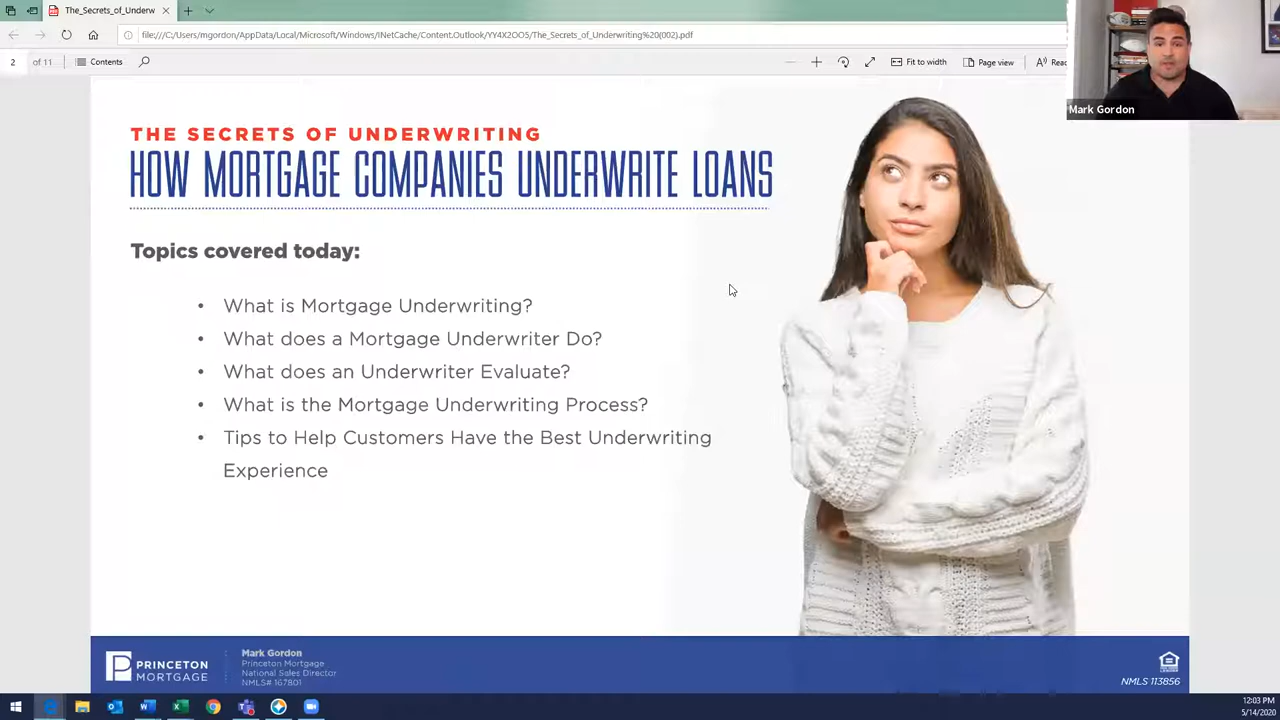 The_Secrets_of_Underw
file:///C:/Users/mgordon/AppData/Local/Microsoft/Windows/INetCache/Content.Outlook/YY4X2OO5/The_Secrets_of_Underwriting%20(002).pdf
2 of 11 Contents Fit to width Page view
Mark Gordon
THE SECRETS OF UNDERWRITING
HOW MORTGAGE COMPANIES UNDERWRITE LOANS
Topics covered today:
• What is Mortgage Underwriting?
• What does a Mortgage Underwriter Do?
• What does an Underwriter Evaluate?
• What is the Mortgage Underwriting Process?
• Tips to Help Customers Have the Best Underwriting
Experience
PRINCETON
MORTGAGE
Mark Gordon
Princeton Mortgage
National Sales Director
NMLS# 167801
NMLS 113856
12:03 PM
5/14/2020